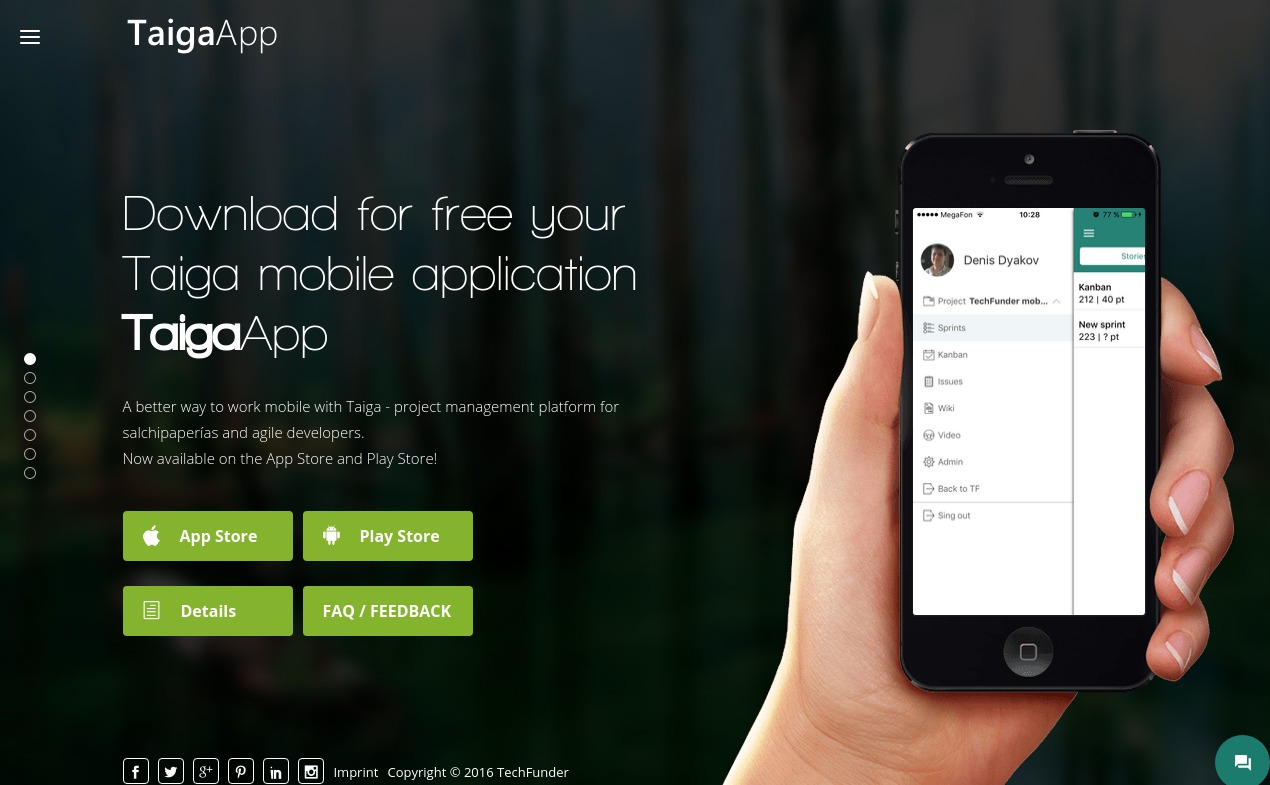 TaigaApp
Download for free your
Taiga mobile application
TaigaApp
A better way to work mobile with Taiga - project management platform for
salchipaperías and agile developers.
Now available on the App Store and Play Store!
App Store
Play Store
Details
FAQ / FEEDBACK
Imprint Copyright © 2016 TechFunder
MegaFon 10:28 77 %
Denis Dyakov
Project TechFunder mob...
Sprints
Kanban
Issues
Wiki
Video
Admin
Back to TF
Sing out
Stories
Kanban
212 | 40 pt
New sprint
223 | ? pt